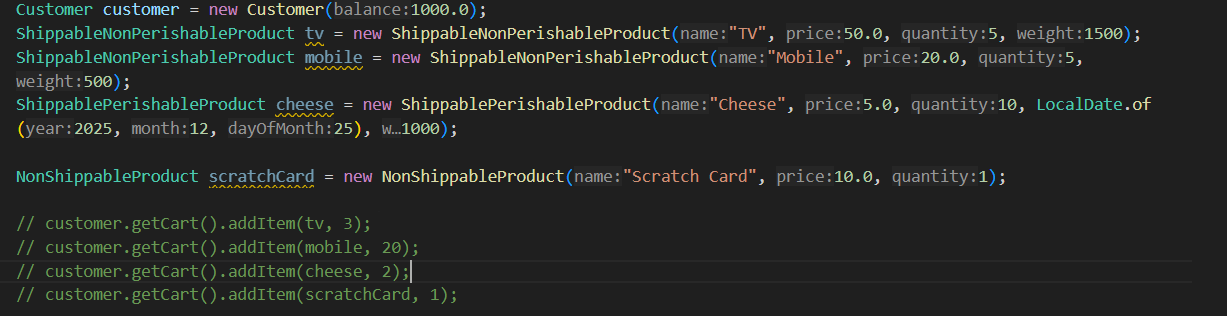 Customer customer = new Customer(balance:1000.0);
ShippableNonPerishableProduct tv = new ShippableNonPerishableProduct(name:"TV", price:50.0, quantity:5, weight:1500);
ShippableNonPerishableProduct mobile = new ShippableNonPerishableProduct(name:"Mobile", price:20.0, quantity:5,
weight:500);
ShippablePerishableProduct cheese = new ShippablePerishableProduct(name:"Cheese", price:5.0, quantity:10, LocalDate.of
(year:2025, month:12, dayOfMonth:25), w…1000);
NonShippableProduct scratchCard = new NonShippableProduct(name:"Scratch Card", price:10.0, quantity:1);
// customer.getCart().addItem(tv, 3);
// customer.getCart().addItem(mobile, 20);
// customer.getCart().addItem(cheese, 2);
// customer.getCart().addItem(scratchCard, 1);